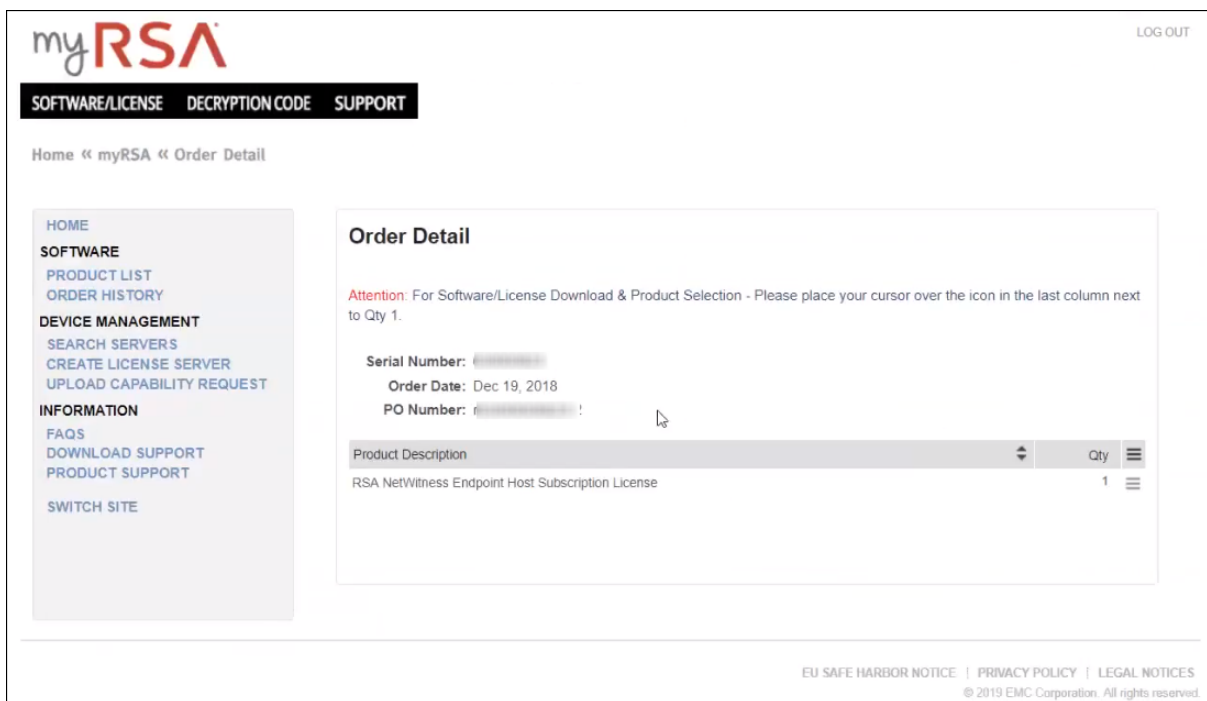 myRSA
LOG OUT
SOFTWARE/LICENSE DECRYPTION CODE SUPPORT
Home « myRSA « Order Detail
HOME
SOFTWARE
PRODUCT LIST
ORDER HISTORY
DEVICE MANAGEMENT
SEARCH SERVERS
CREATE LICENSE SERVER
UPLOAD CAPABILITY REQUEST
INFORMATION
FAQS
DOWNLOAD SUPPORT
PRODUCT SUPPORT
SWITCH SITE
Order Detail
Attention: For Software/License Download & Product Selection - Please place your cursor over the icon in the last column next
to Qty 1.
Serial Number:
Order Date: Dec 19, 2018
PO Number:
Product Description Qty
RSA NetWitness Endpoint Host Subscription License 1
EU SAFE HARBOR NOTICE | PRIVACY POLICY | LEGAL NOTICES
© 2019 EMC Corporation. All rights reserved.